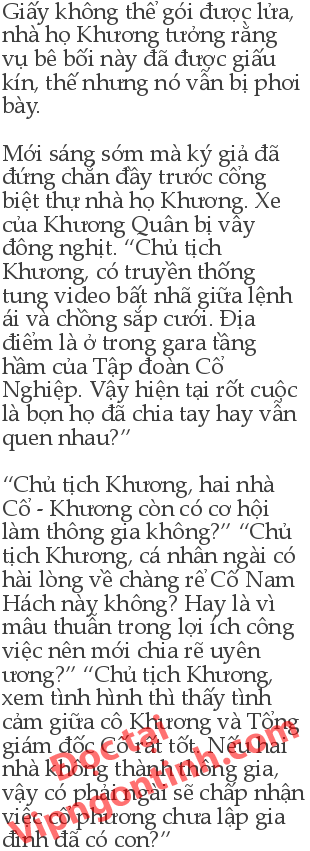 Giấy không thể gói được lửa,
nhà họ Khương tưởng rằng
vụ bê bối này đã được giấu
kín, thế nhưng nó vẫn bị phơi
bày.

Mới sáng sớm mà ký giả đã
đứng chắn đầy trước cổng
biệt thự nhà họ Khương. Xe
của Khương Quân bị vây
đông nghịt. “Chủ tịch
Khương, có truyền thống
tung video bất nhã giữa lệnh
ái và chồng sắp cưới. Địa
điểm là ở trong gara tầng
hầm của Tập đoàn Cổ
Nghiệp. Vậy hiện tại rốt cuộc
là bọn họ đã chia tay hay vẫn
quen nhau?”

“Chủ tịch Khương, hai nhà
Cổ - Khương còn có cơ hội
làm thông gia không?” “Chủ
tịch Khương, cá nhân ngài có
hài lòng về chàng rể Cố Nam
Hách này không? Hay là vì
mâu thuẫn trong lợi ích công
việc nên mới chia rẽ uyên
ương?” “Chủ tịch Khương,
xem tình hình thì thấy tình
cảm giữa cô Khương và Tổng
giám đốc Cổ rất tốt. Nếu hai
nhà không thành thông gia,
vậy có phải ngài sẽ chấp nhận
việc cô phương chưa lập gia
đình đã có con?”
Đọc tại
Vipngontinh.com